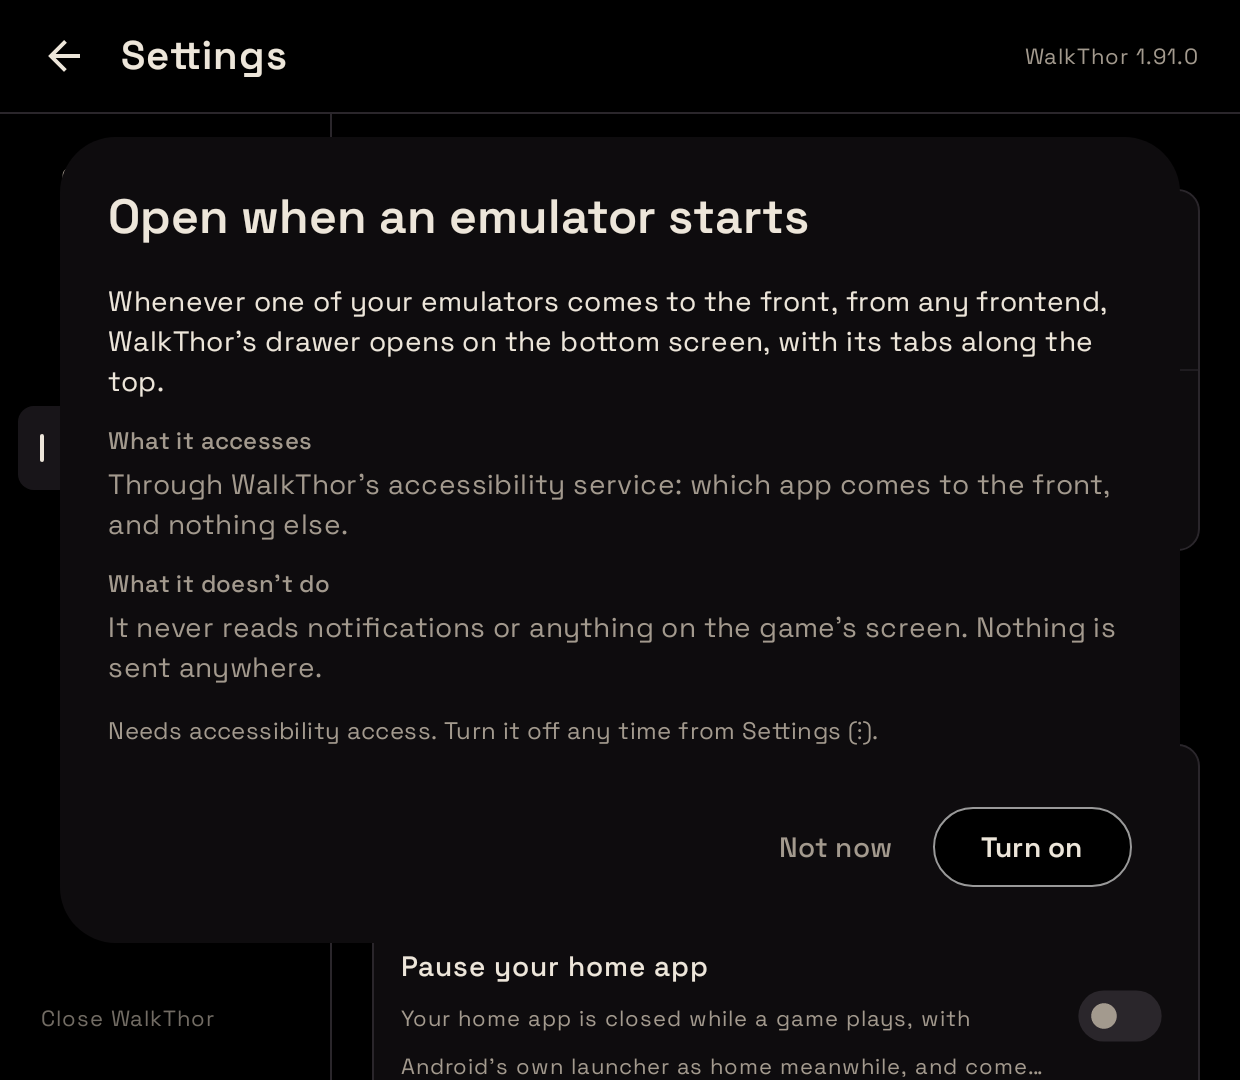 Settings
WalkThor 1.91.0
Open when an emulator starts
Whenever one of your emulators comes to the front, from any frontend,
WalkThor’s drawer opens on the bottom screen, with its tabs along the
top.
What it accesses
Through WalkThor’s accessibility service: which app comes to the front,
and nothing else.
What it doesn’t do
It never reads notifications or anything on the game’s screen. Nothing is
sent anywhere.
Needs accessibility access. Turn it off any time from Settings (⋮).
Not now
Turn on
Pause your home app
Your home app is closed while a game plays, with
Android’s own launcher as home meanwhile, and come…
Close WalkThor